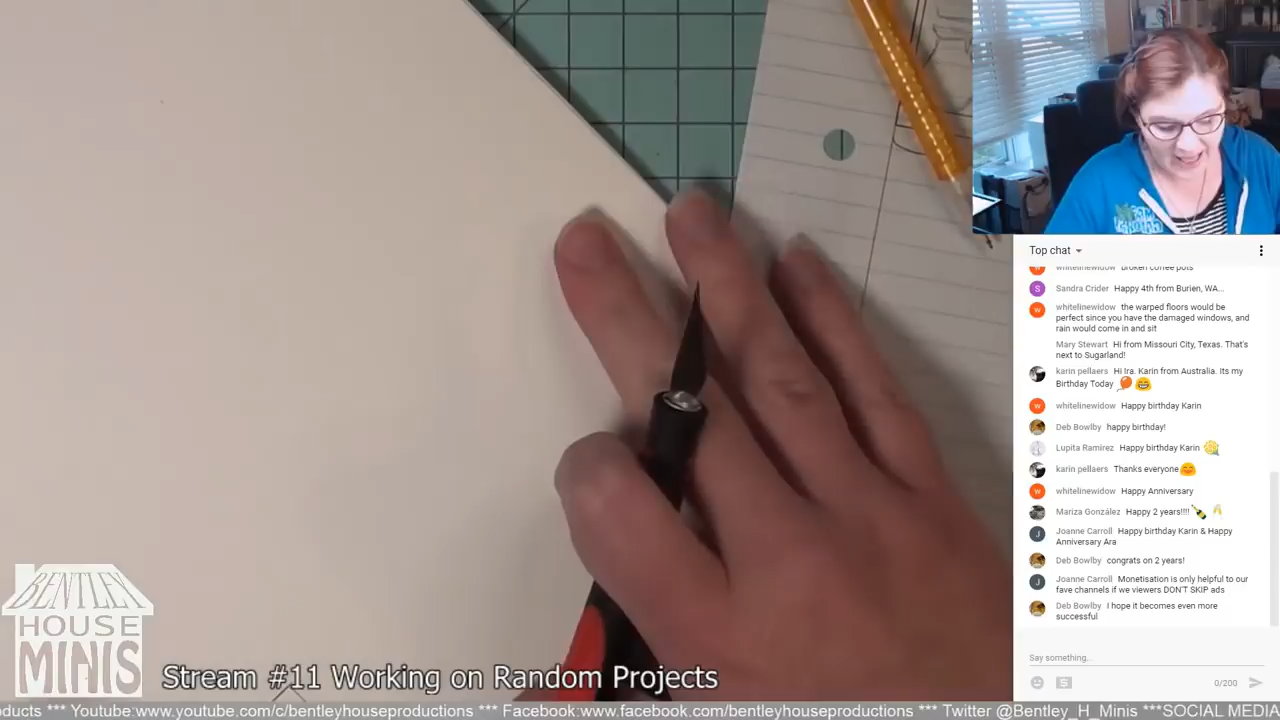 Top chat
whitelinewidow broken coffee pots
Sandra Crider Happy 4th from Burien, WA...
whitelinewidow the warped floors would be
perfect since you have the damaged windows, and
rain would come in and sit
Mary Stewart Hi from Missouri City, Texas. That's
next to Sugarland!
karin pellaers Hi Ira. Karin from Australia. Its my
Birthday Today
whitelinewidow Happy birthday Karin
Deb Bowlby happy birthday!
Lupita Ramirez Happy birthday Karin
karin pellaers Thanks everyone
whitelinewidow Happy Anniversary
Mariza González Happy 2 years!!!!
Joanne Carroll Happy birthday Karin & Happy
Anniversary Ara
Deb Bowlby congrats on 2 years!
Joanne Carroll Monetisation is only helpful to our
fave channels if we viewers DON'T SKIP ads
Deb Bowlby I hope it becomes even more
successful
Say something...
0/200
BENTLEY
HOUSE
MINIS
Stream #11 Working on Random Projects
oducts *** Youtube:www.youtube.com/c/bentleyhouseproductions *** Facebook:www.facebook.com/bentleyhouseproductions *** Twitter @Bentley_H_Minis ***SOCIAL MEDIA